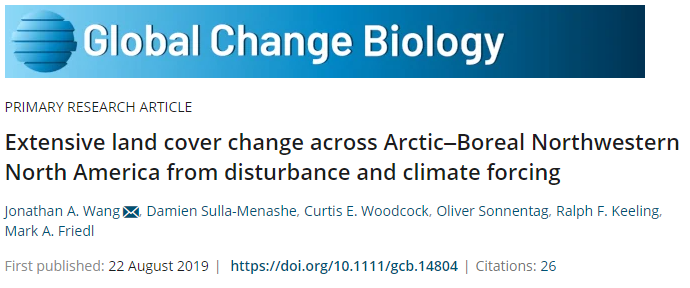 Global Change Biology
PRIMARY RESEARCH ARTICLE
Extensive land cover change across Arctic–Boreal Northwestern
North America from disturbance and climate forcing
Jonathan A. Wang, Damien Sulla-Menashe, Curtis E. Woodcock, Oliver Sonnentag, Ralph F. Keeling,
Mark A. Friedl
First published: 22 August 2019 | https://doi.org/10.1111/gcb.14804 | Citations: 26